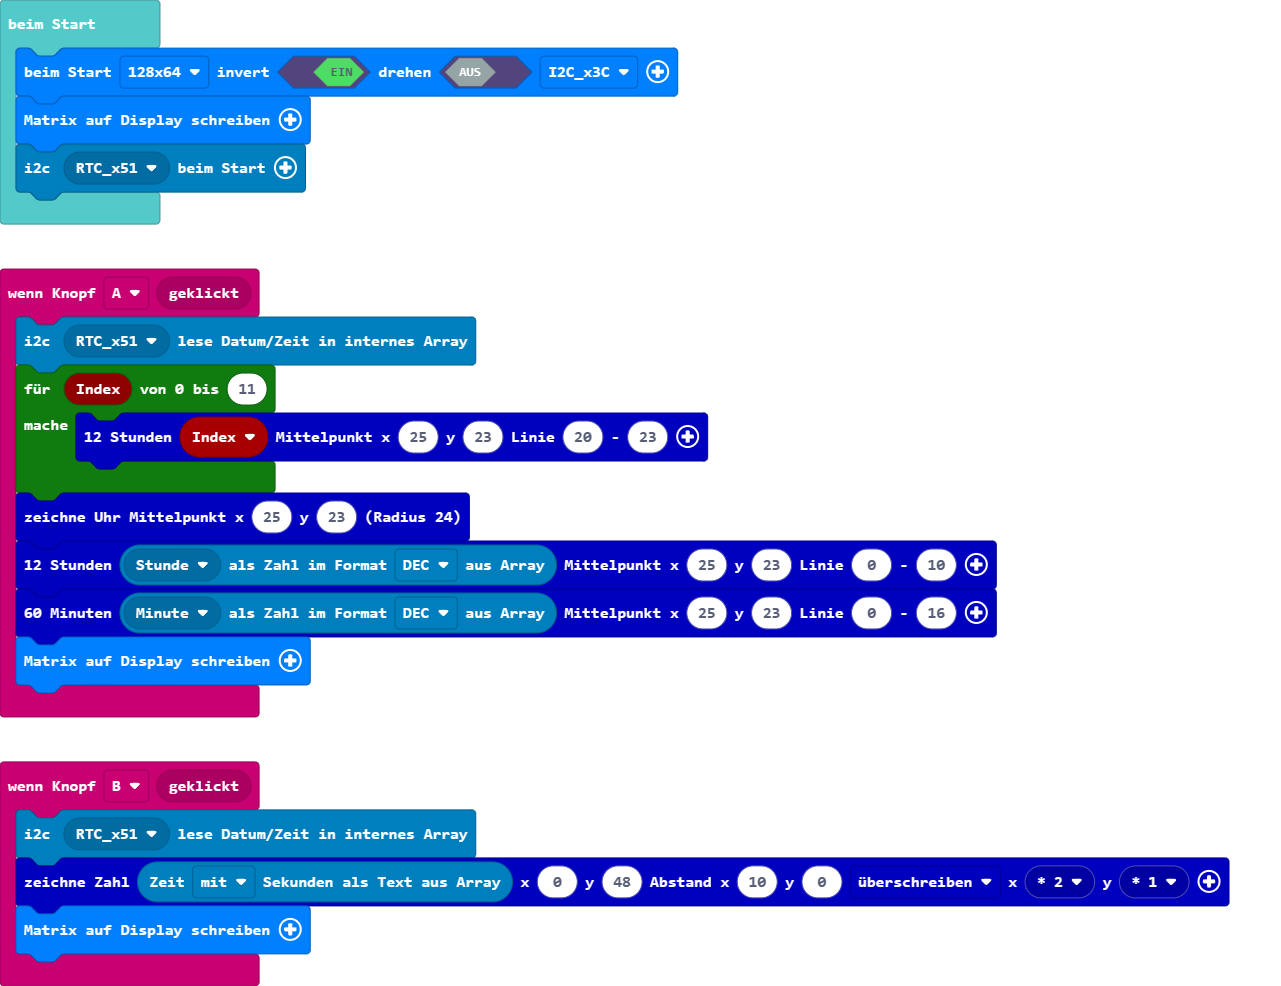 beim Start
beim Start 128x64 invert EIN drehen AUS I2C_x3C
Matrix auf Display schreiben
i2c RTC_x51 beim Start
wenn Knopf A geklickt
i2c RTC_x51 lese Datum/Zeit in internes Array
für Index von 0 bis 11
mache
12 Stunden Index Mittelpunkt x 25 y 23 Linie 20 - 23
zeichne Uhr Mittelpunkt x 25 y 23 (Radius 24)
12 Stunden Stunde als Zahl im Format DEC aus Array Mittelpunkt x 25 y 23 Linie 0 - 10
60 Minuten Minute als Zahl im Format DEC aus Array Mittelpunkt x 25 y 23 Linie 0 - 16
Matrix auf Display schreiben
wenn Knopf B geklickt
i2c RTC_x51 lese Datum/Zeit in internes Array
zeichne Zahl Zeit mit Sekunden als Text aus Array x 0 y 48 Abstand x 10 y 0 überschreiben x * 2 y * 1
Matrix auf Display schreiben